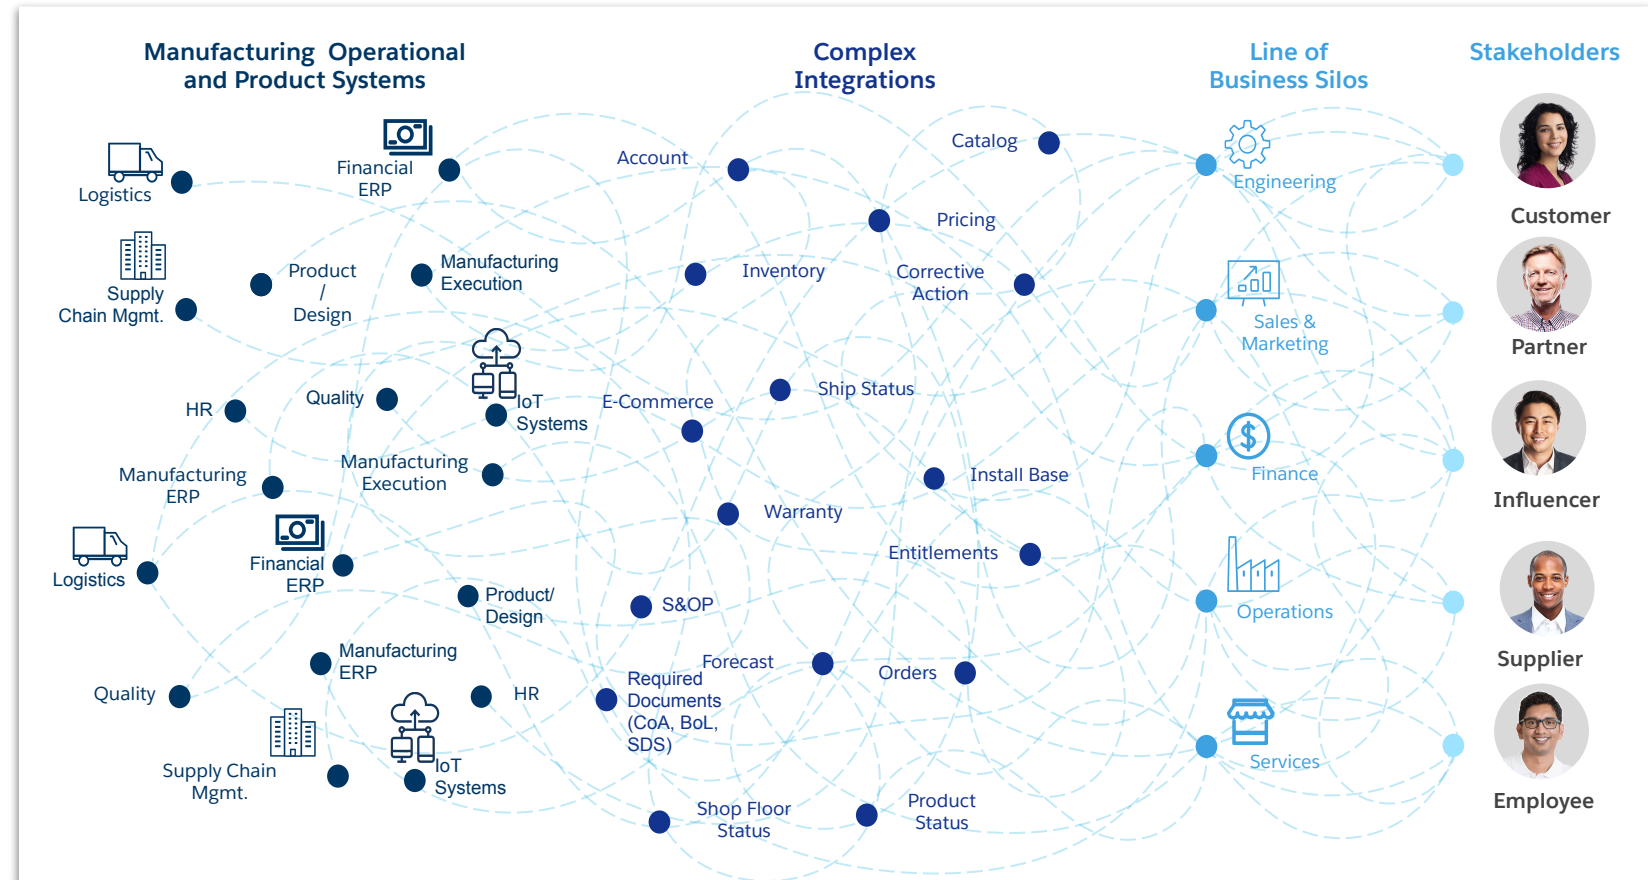 Manufacturing Operational
and Product Systems
Complex
Integrations
Line of
Business Silos
Stakeholders
Logistics
Financial
ERP
Supply
Chain Mgmt.
Product
/
Design
Manufacturing
Execution
HR
Quality
IoT
Systems
Manufacturing
ERP
Manufacturing
Execution
Logistics
Financial
ERP
Product/
Design
Manufacturing
ERP
Quality
HR
Supply Chain
Mgmt.
IoT
Systems
Account
Catalog
Pricing
Inventory
Corrective
Action
Ship Status
E-Commerce
Install Base
Warranty
Entitlements
S&OP
Forecast
Orders
Required
Documents
(CoA, BoL,
SDS)
Shop Floor
Status
Product
Status
Engineering
Sales &
Marketing
Finance
Operations
Services
Customer
Partner
Influencer
Supplier
Employee